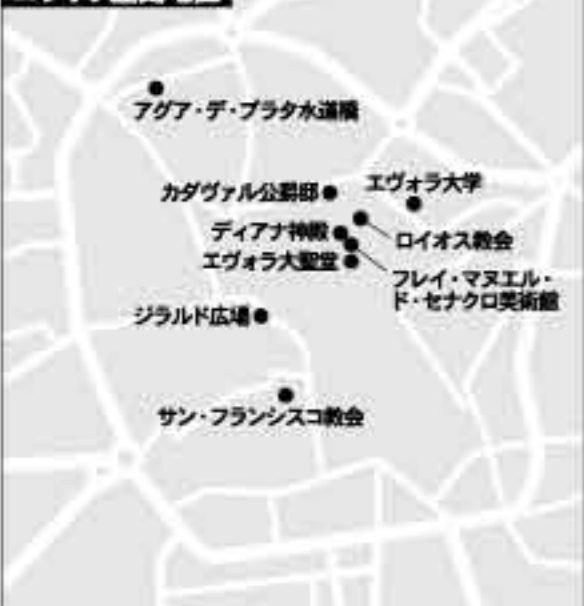 アグア・デ・プラタ水道橋
カダヴァル公爵邸
エヴォラ大学
ディアナ神殿
ロイオス教会
エヴォラ大聖堂
フレイ・マヌエル・
ド・セナクロ美術館
ジラルド広場
サン・フランシスコ教会